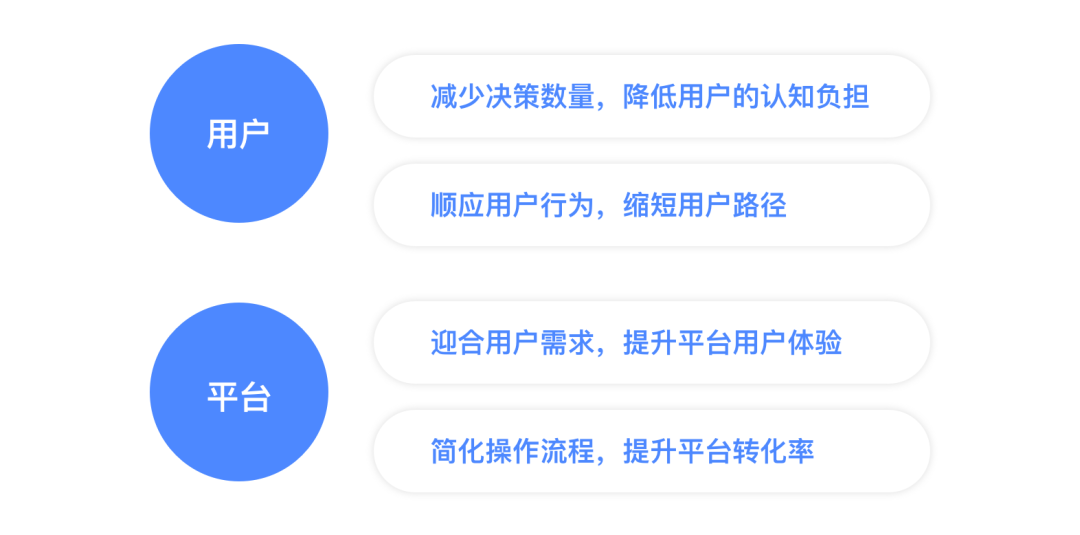 用户
减少决策数量，降低用户的认知负担
顺应用户行为，缩短用户路径
平台
迎合用户需求，提升平台用户体验
简化操作流程，提升平台转化率